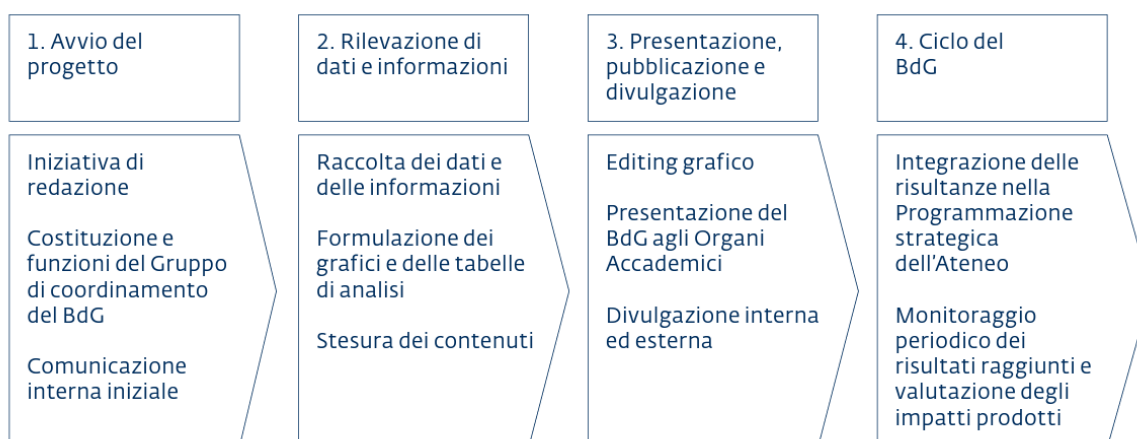 1. Avvio del
progetto
2. Rilevazione di
dati e informazioni
3. Presentazione,
pubblicazione e
divulgazione
4. Ciclo del
BdG
Iniziativa di
redazione
Costituzione e
funzioni del Gruppo
di coordinamento
del BdG
Comunicazione
interna iniziale
Raccolta dei dati e
delle informazioni
Formulazione dei
grafici e delle tabelle
di analisi
Stesura dei contenuti
Editing grafico
Presentazione del
BdG agli Organi
Accademici
Divulgazione interna
ed esterna
Integrazione delle
risultanze nella
Programmazione
strategica
dell'Ateneo
Monitoraggio
periodico dei
risultati raggiunti e
valutazione degli
impatti prodotti